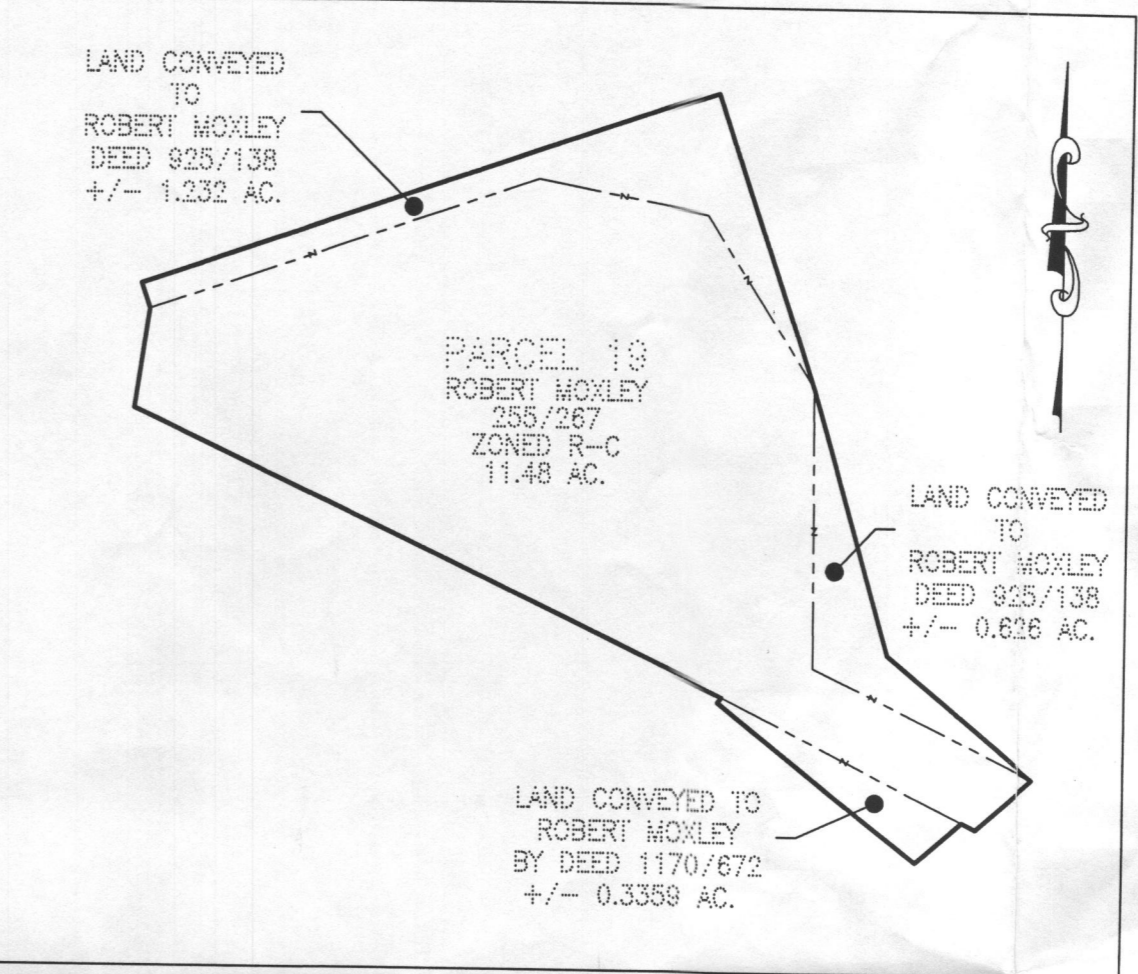 LAND CONVEYED
TO
ROBERT MOXLEY
DEED 925/138
+/- 1.232 AC.
PARCEL 19
ROBERT MOXLEY
255/267
ZONED R-C
11.48 AC.
LAND CONVEYED
TO
ROBERT MOXLEY
DEED 925/138
+/- 0.626 AC.
LAND CONVEYED TO
ROBERT MOXLEY
BY DEED 1170/672
+/- 0.3359 AC.